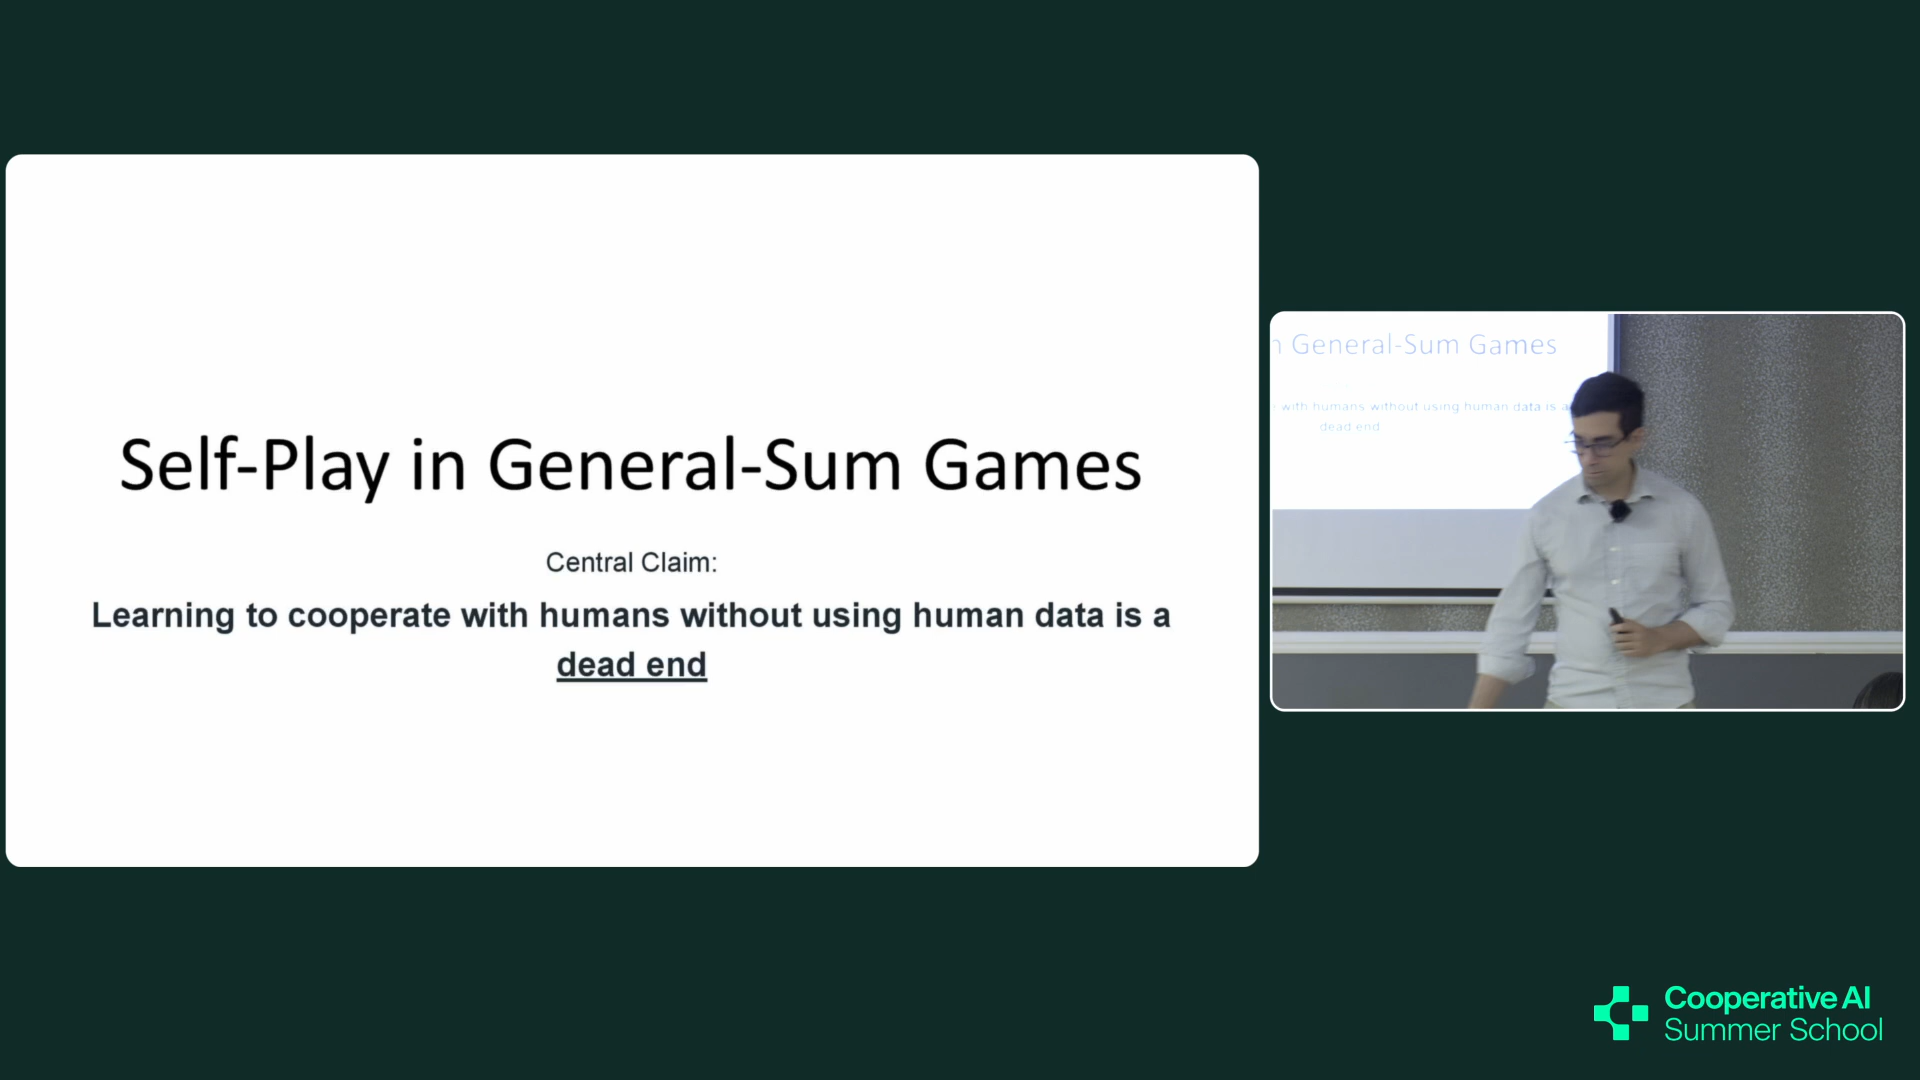 Self-Play in General-Sum Games
Central Claim:
Learning to cooperate with humans without using human data is a
dead end
n General-Sum Games
with humans without using human data is a
dead end
Cooperative AI
Summer School